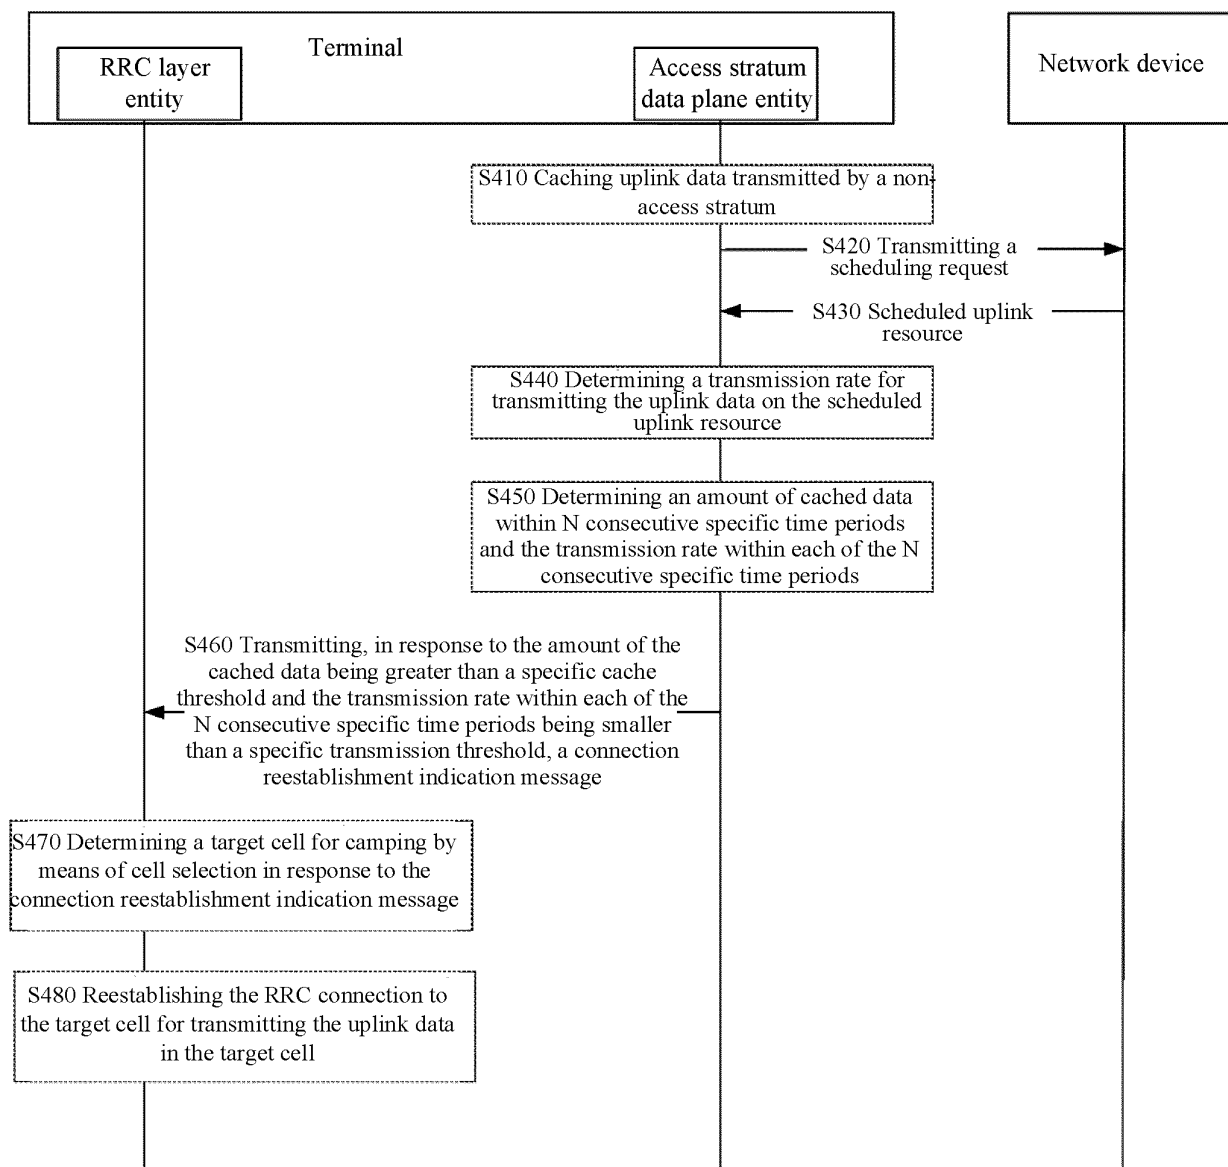 Terminal
RRC layer
entity
Access stratum
data plane entity
Network device
S410 Caching uplink data transmitted by a non-
access stratum
S420 Transmitting a
scheduling request
S430 Scheduled uplink
resource
S440 Determining a transmission rate for
transmitting the uplink data on the scheduled
uplink resource
S450 Determining an amount of cached data
within N consecutive specific time periods
and the transmission rate within each of the N
consecutive specific time periods
S460 Transmitting, in response to the amount of the
cached data being greater than a specific cache
threshold and the transmission rate within each of the
N consecutive specific time periods being smaller
than a specific transmission threshold, a connection
reestablishment indication message
S470 Determining a target cell for camping by
means of cell selection in response to the
connection reestablishment indication message
S480 Reestablishing the RRC connection to
the target cell for transmitting the uplink data
in the target cell